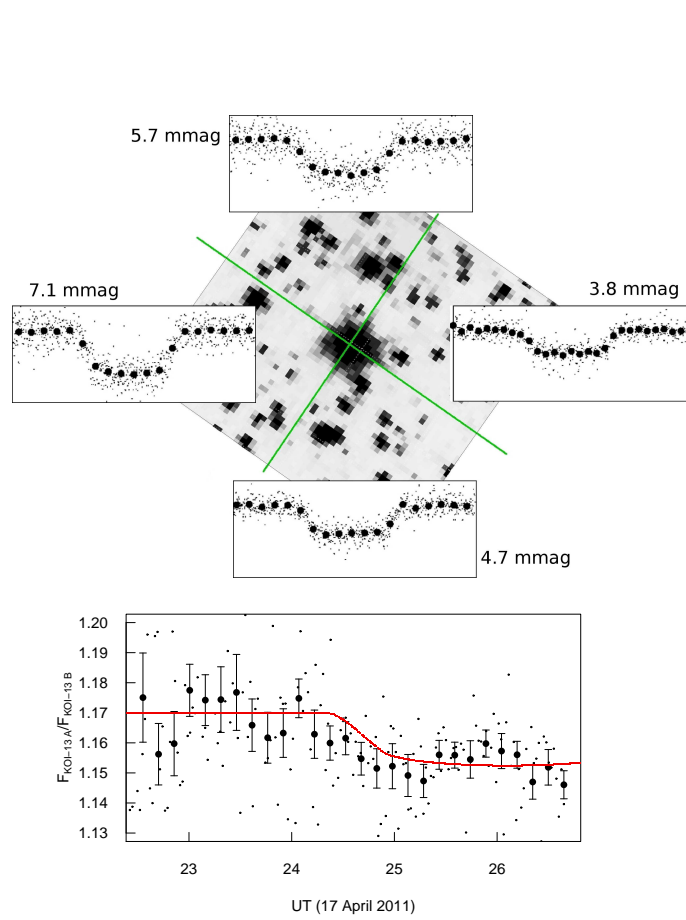 5.7 mmag
7.1 mmag
3.8 mmag
4.7 mmag
1.20
1.19
1.18
1.17
1.16
1.15
1.14
1.13
F_KOI−13 A/F_KOI−13 B
23 24 25 26
UT (17 April 2011)